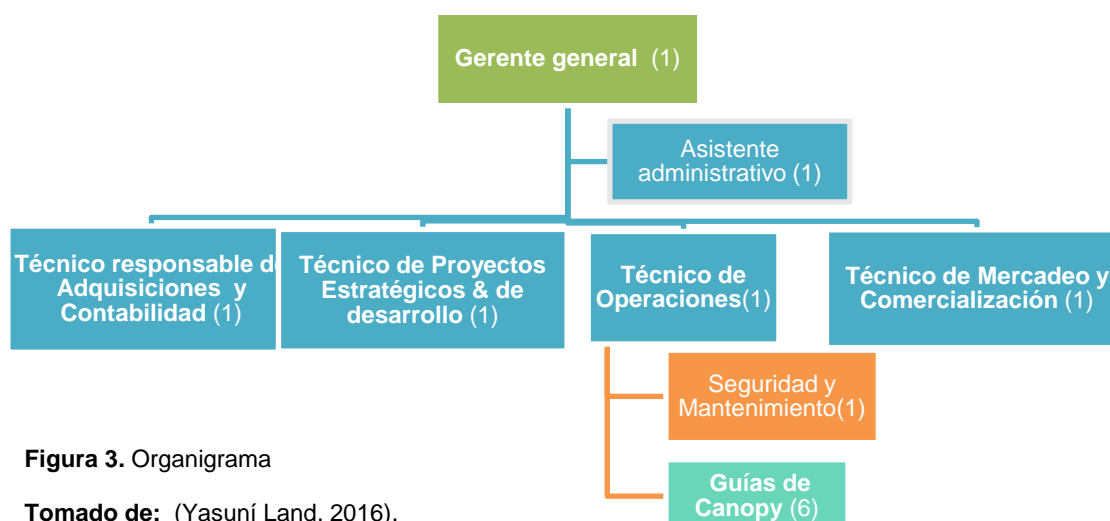 Gerente general (1)
Asistente
administrativo (1)
Técnico responsable de
Adquisiciones y
Contabilidad (1)
Técnico de Proyectos
Estratégicos & de
desarrollo (1)
Técnico de
Operaciones(1)
Técnico de Mercadeo y
Comercialización (1)
Seguridad y
Mantenimiento(1)
Guías de
Canopy (6)
Figura 3. Organigrama
Tomado de: (Yasuní Land, 2016).